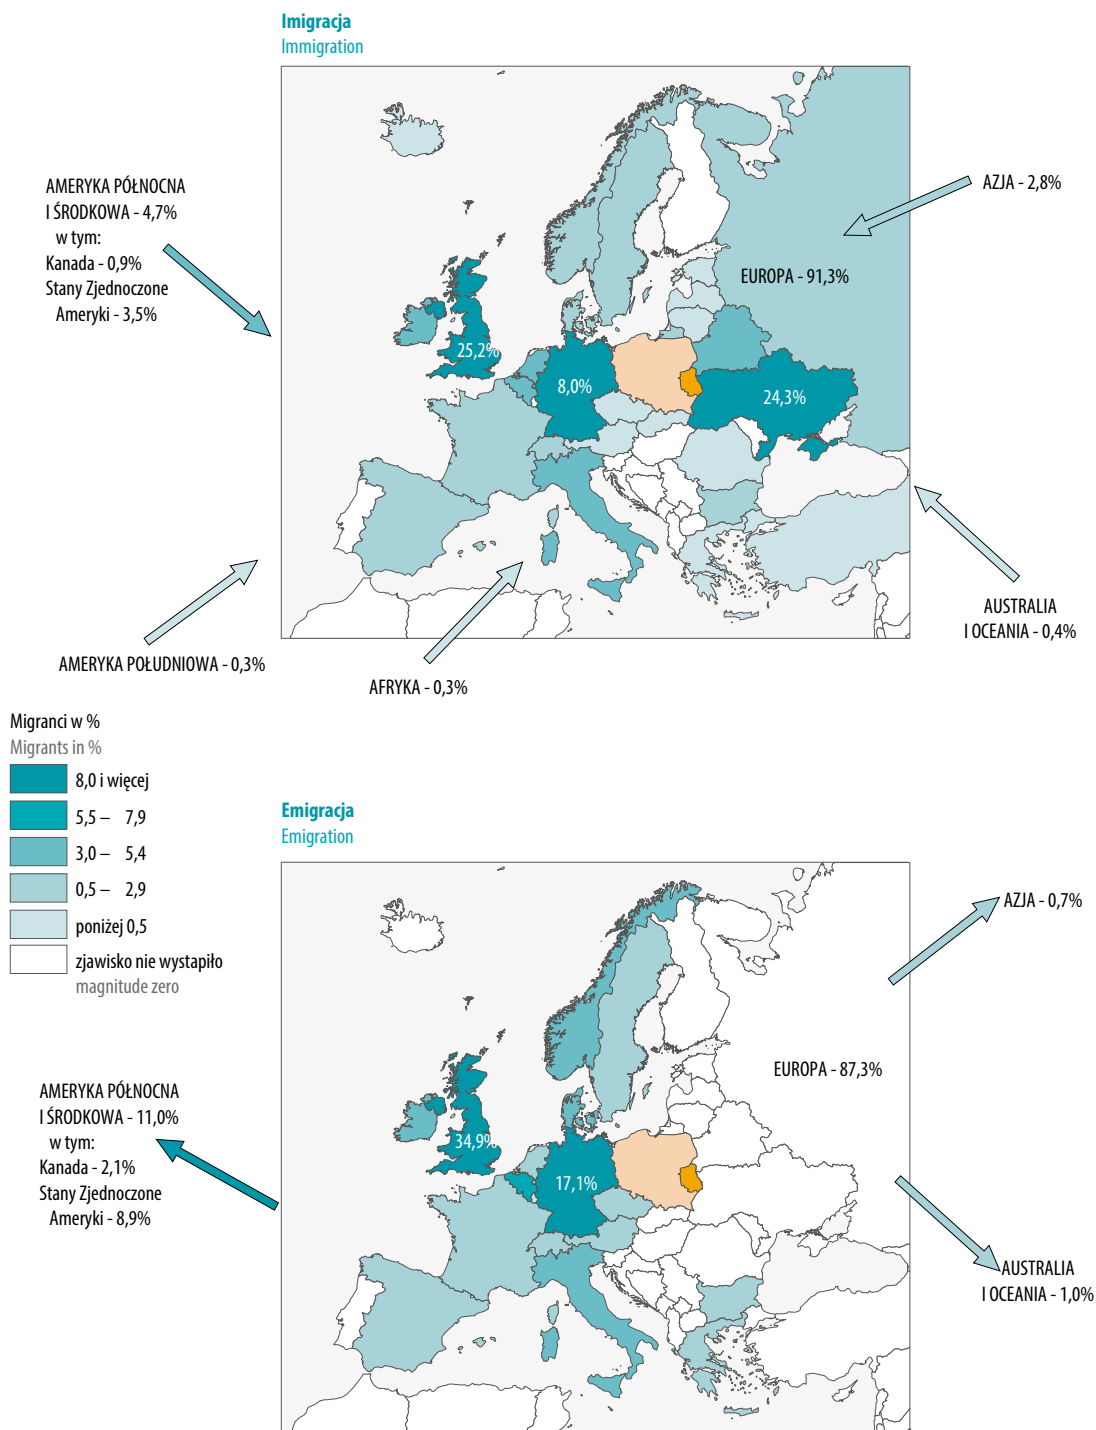 Imigracja
Immigration
AMERYKA PÓŁNOCNA
I ŚRODKOWA - 4,7%
w tym:
Kanada - 0,9%
Stany Zjednoczone
Ameryki - 3,5%
AZJA - 2,8%
EUROPA - 91,3%
25,2%
8,0%
24,3%
AUSTRALIA
I OCEANIA - 0,4%
AMERYKA POŁUDNIOWA - 0,3%
AFRYKA - 0,3%
Migranci w %
Migrants in %
8,0 i więcej
5,5 – 7,9
3,0 – 5,4
0,5 – 2,9
poniżej 0,5
zjawisko nie wystapiło
magnitude zero
Emigracja
Emigration
AZJA - 0,7%
EUROPA - 87,3%
AMERYKA PÓŁNOCNA
I ŚRODKOWA - 11,0%
w tym:
Kanada - 2,1%
Stany Zjednoczone
Ameryki - 8,9%
34,9%
17,1%
AUSTRALIA
I OCEANIA - 1,0%